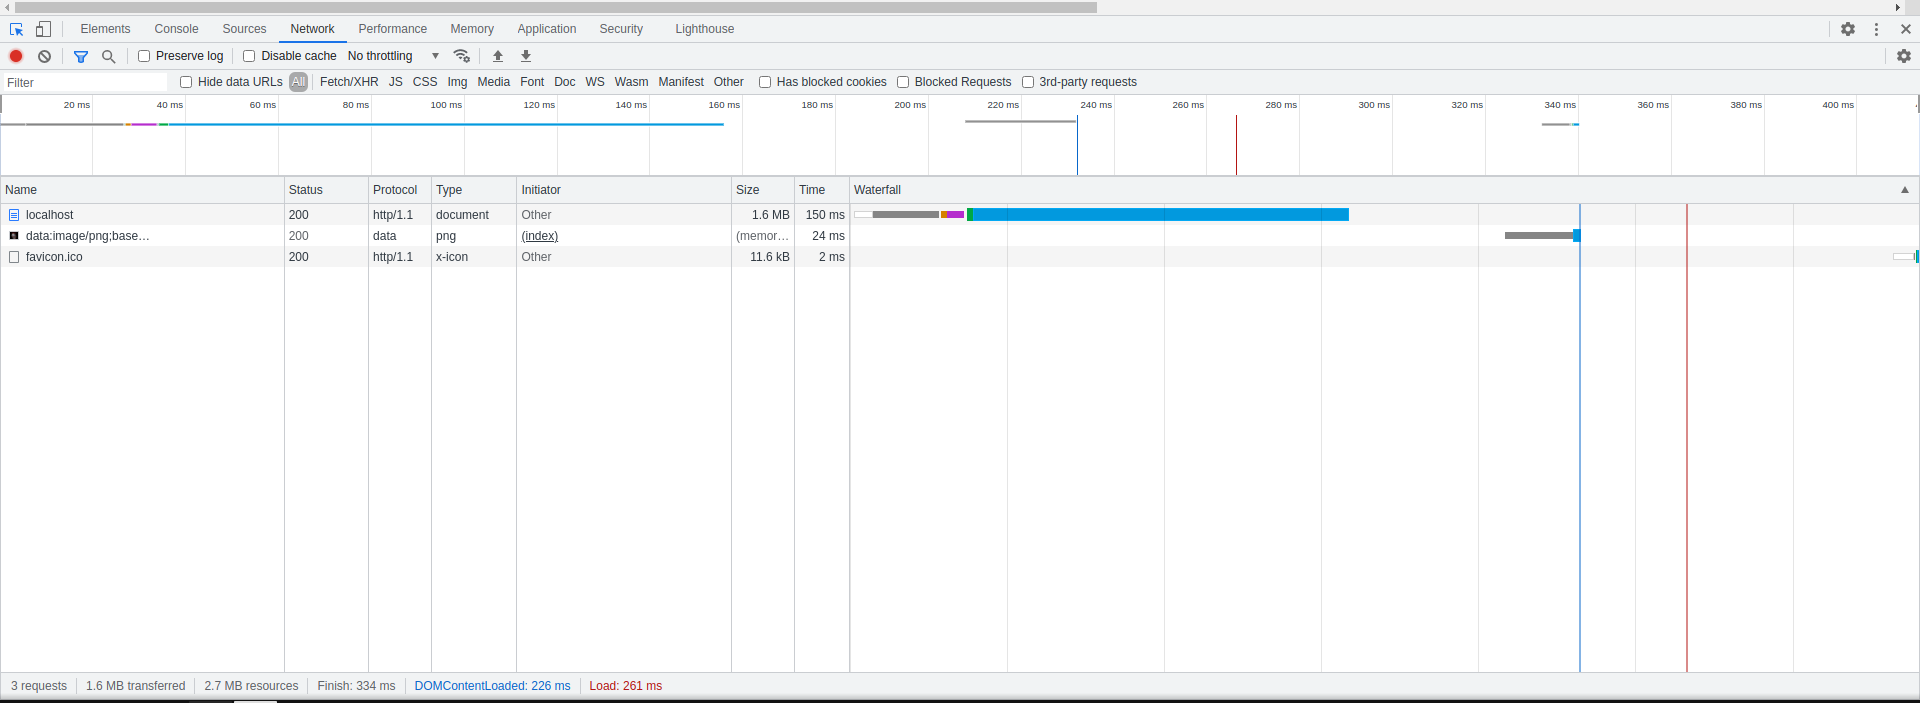 Elements Console Sources Network Performance Memory Application Security Lighthouse
Preserve log Disable cache No throttling
Filter Hide data URLs All Fetch/XHR JS CSS Img Media Font Doc WS Wasm Manifest Other Has blocked cookies Blocked Requests 3rd-party requests
20 ms 40 ms 60 ms 80 ms 100 ms 120 ms 140 ms 160 ms 180 ms 200 ms 220 ms 240 ms 260 ms 280 ms 300 ms 320 ms 340 ms 360 ms 380 ms 400 ms
Name Status Protocol Type Initiator Size Time Waterfall
localhost 200 http/1.1 document Other 1.6 MB 150 ms
data:image/png;base… 200 data png (index) (memor… 24 ms
favicon.ico 200 http/1.1 x-icon Other 11.6 kB 2 ms
3 requests 1.6 MB transferred 2.7 MB resources Finish: 334 ms DOMContentLoaded: 226 ms Load: 261 ms